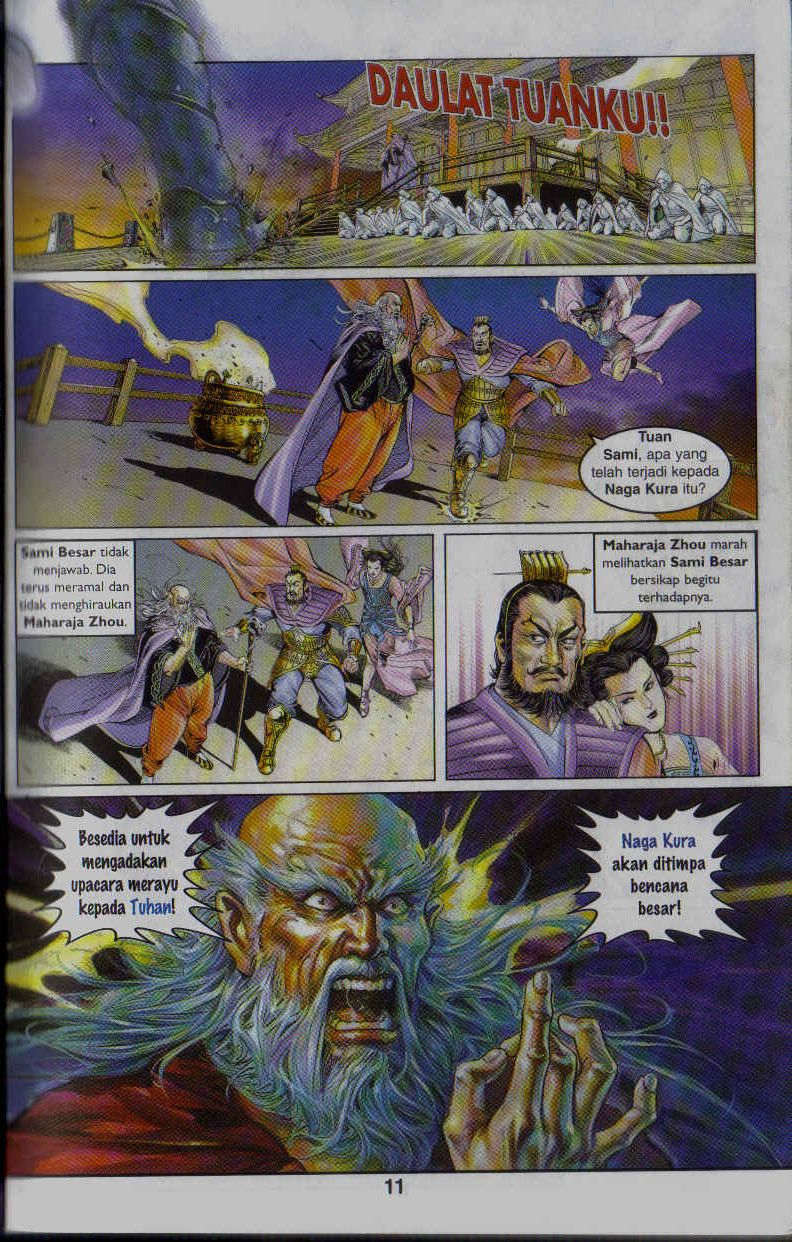 DAULAT TUANKU!!
Tuan
Sami, apa yang
telah terjadi kepada
Naga Kura itu?
Sami Besar tidak
menjawab. Dia
terus meramal dan
tidak menghiraukan
Maharaja Zhou.
Maharaja Zhou marah
melihatkan Sami Besar
bersikap begitu
terhadapnya.
Besedia untuk
mengadakan
upacara merayu
kepada Tuhan!
Naga Kura
akan ditimpa
bencana
besar!
11